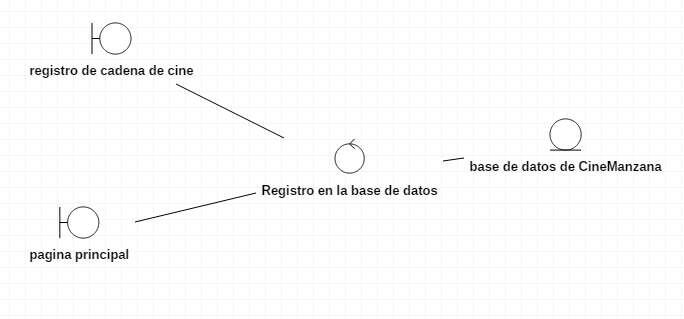 registro de cadena de cine
base de datos de CineManzana
Registro en la base de datos
pagina principal